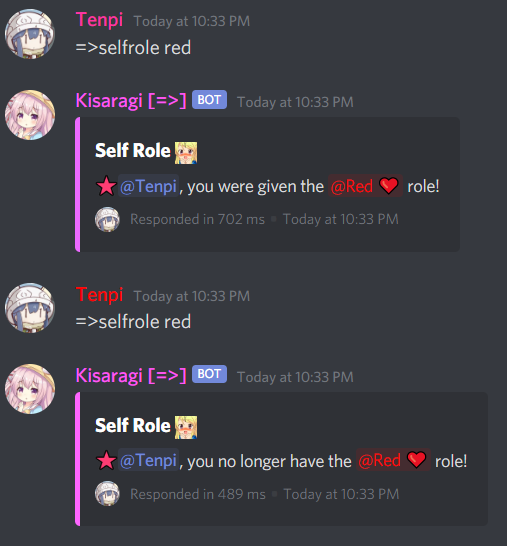 Tenpi Today at 10:33 PM
=>selfrole red
Kisaragi [=>] BOT Today at 10:33 PM
Self Role
@Tenpi, you were given the @Red role!
Responded in 702 ms • Today at 10:33 PM
Tenpi Today at 10:33 PM
=>selfrole red
Kisaragi [=>] BOT Today at 10:33 PM
Self Role
@Tenpi, you no longer have the @Red role!
Responded in 489 ms • Today at 10:33 PM